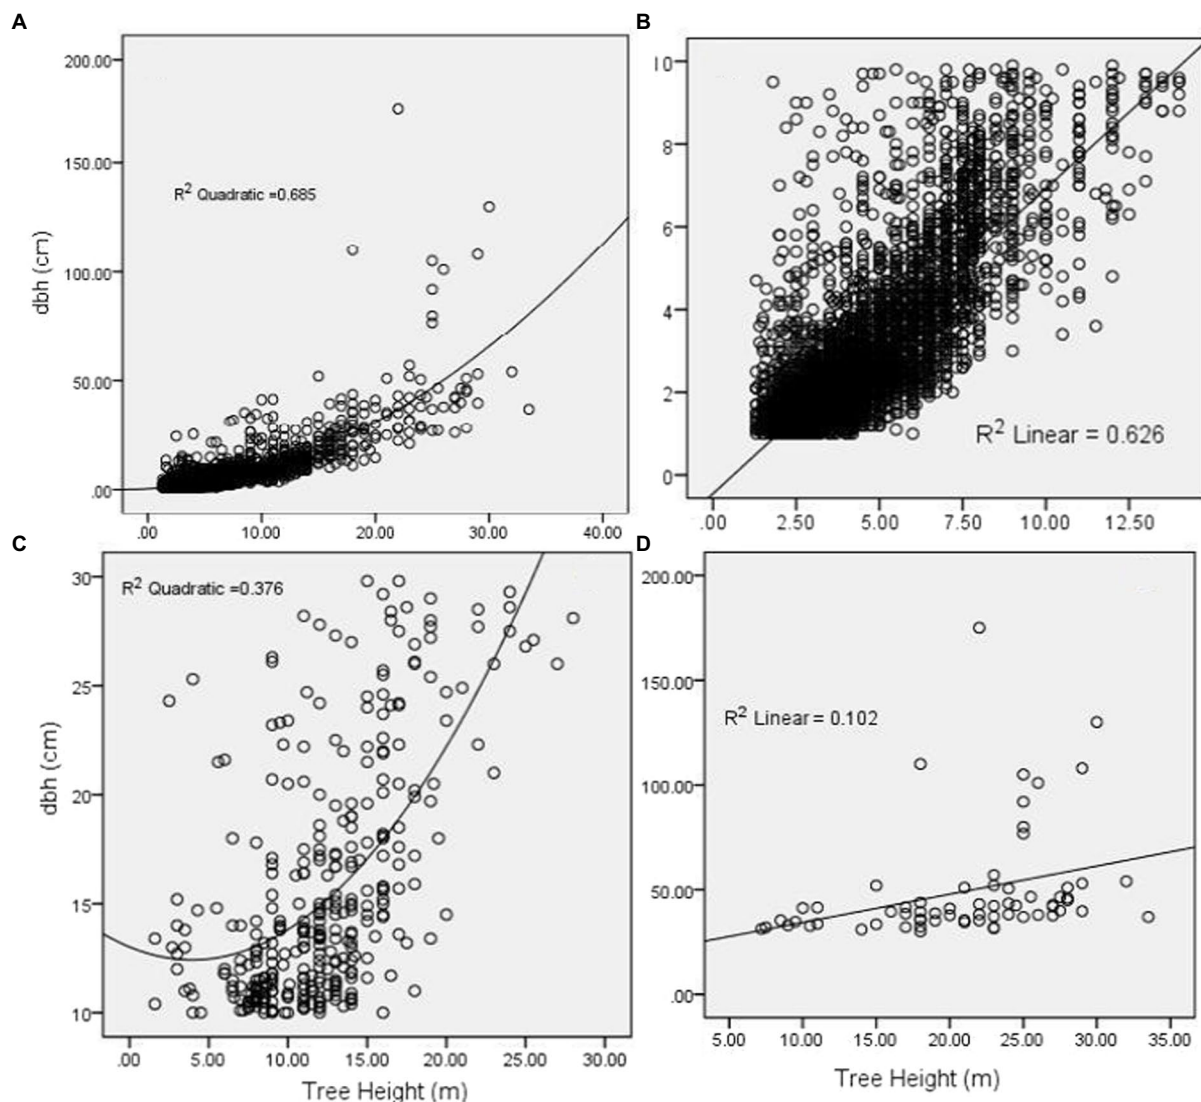 A
200.00
150.00
100.00
50.00
.00
dbh (cm)
R² Quadratic =0.685
.00 10.00 20.00 30.00 40.00
B
10
8
6
4
2
0
R² Linear = 0.626
.00 2.50 5.00 7.50 10.00 12.50
C
30
25
20
15
10
dbh (cm)
R² Quadratic =0.376
.00 5.00 10.00 15.00 20.00 25.00 30.00
Tree Height (m)
D
200.00
150.00
100.00
50.00
.00
R² Linear = 0.102
5.00 10.00 15.00 20.00 25.00 30.00 35.00
Tree Height (m)